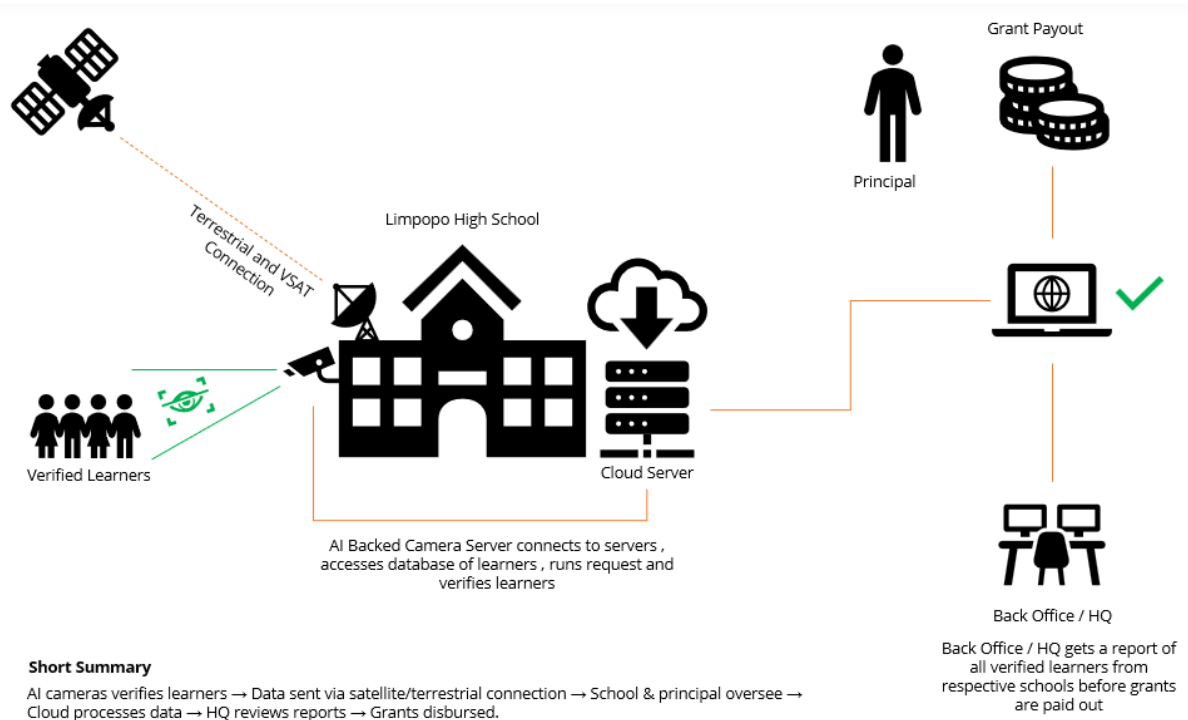 Grant Payout
Principal
Limpopo High School
Terrestrial and VSAT
Connection
Verified Learners
Cloud Server
AI Backed Camera Server connects to servers ,
accesses database of learners , runs request and
verifies learners
Back Office / HQ
Back Office / HQ gets a report of
all verified learners from
respective schools before grants
are paid out
Short Summary
AI cameras verifies learners → Data sent via satellite/terrestrial connection → School & principal oversee →
Cloud processes data → HQ reviews reports → Grants disbursed.